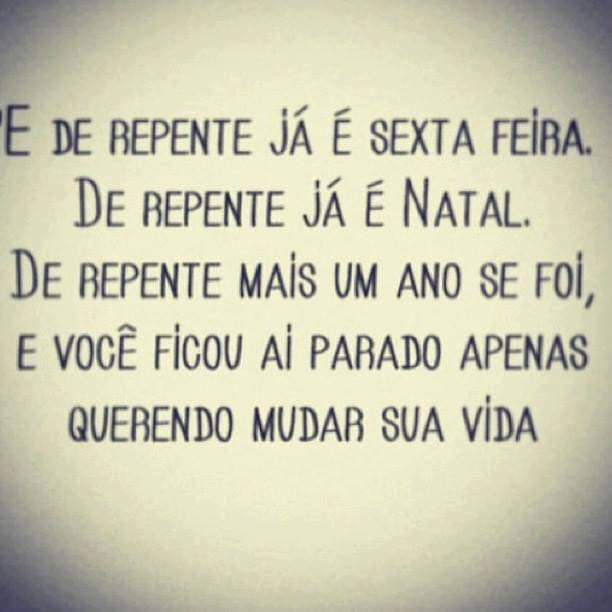 "E de repente já é sexta feira.
De repente já é Natal.
De repente mais um ano se foi,
e você ficou ai parado apenas
querendo mudar sua vida